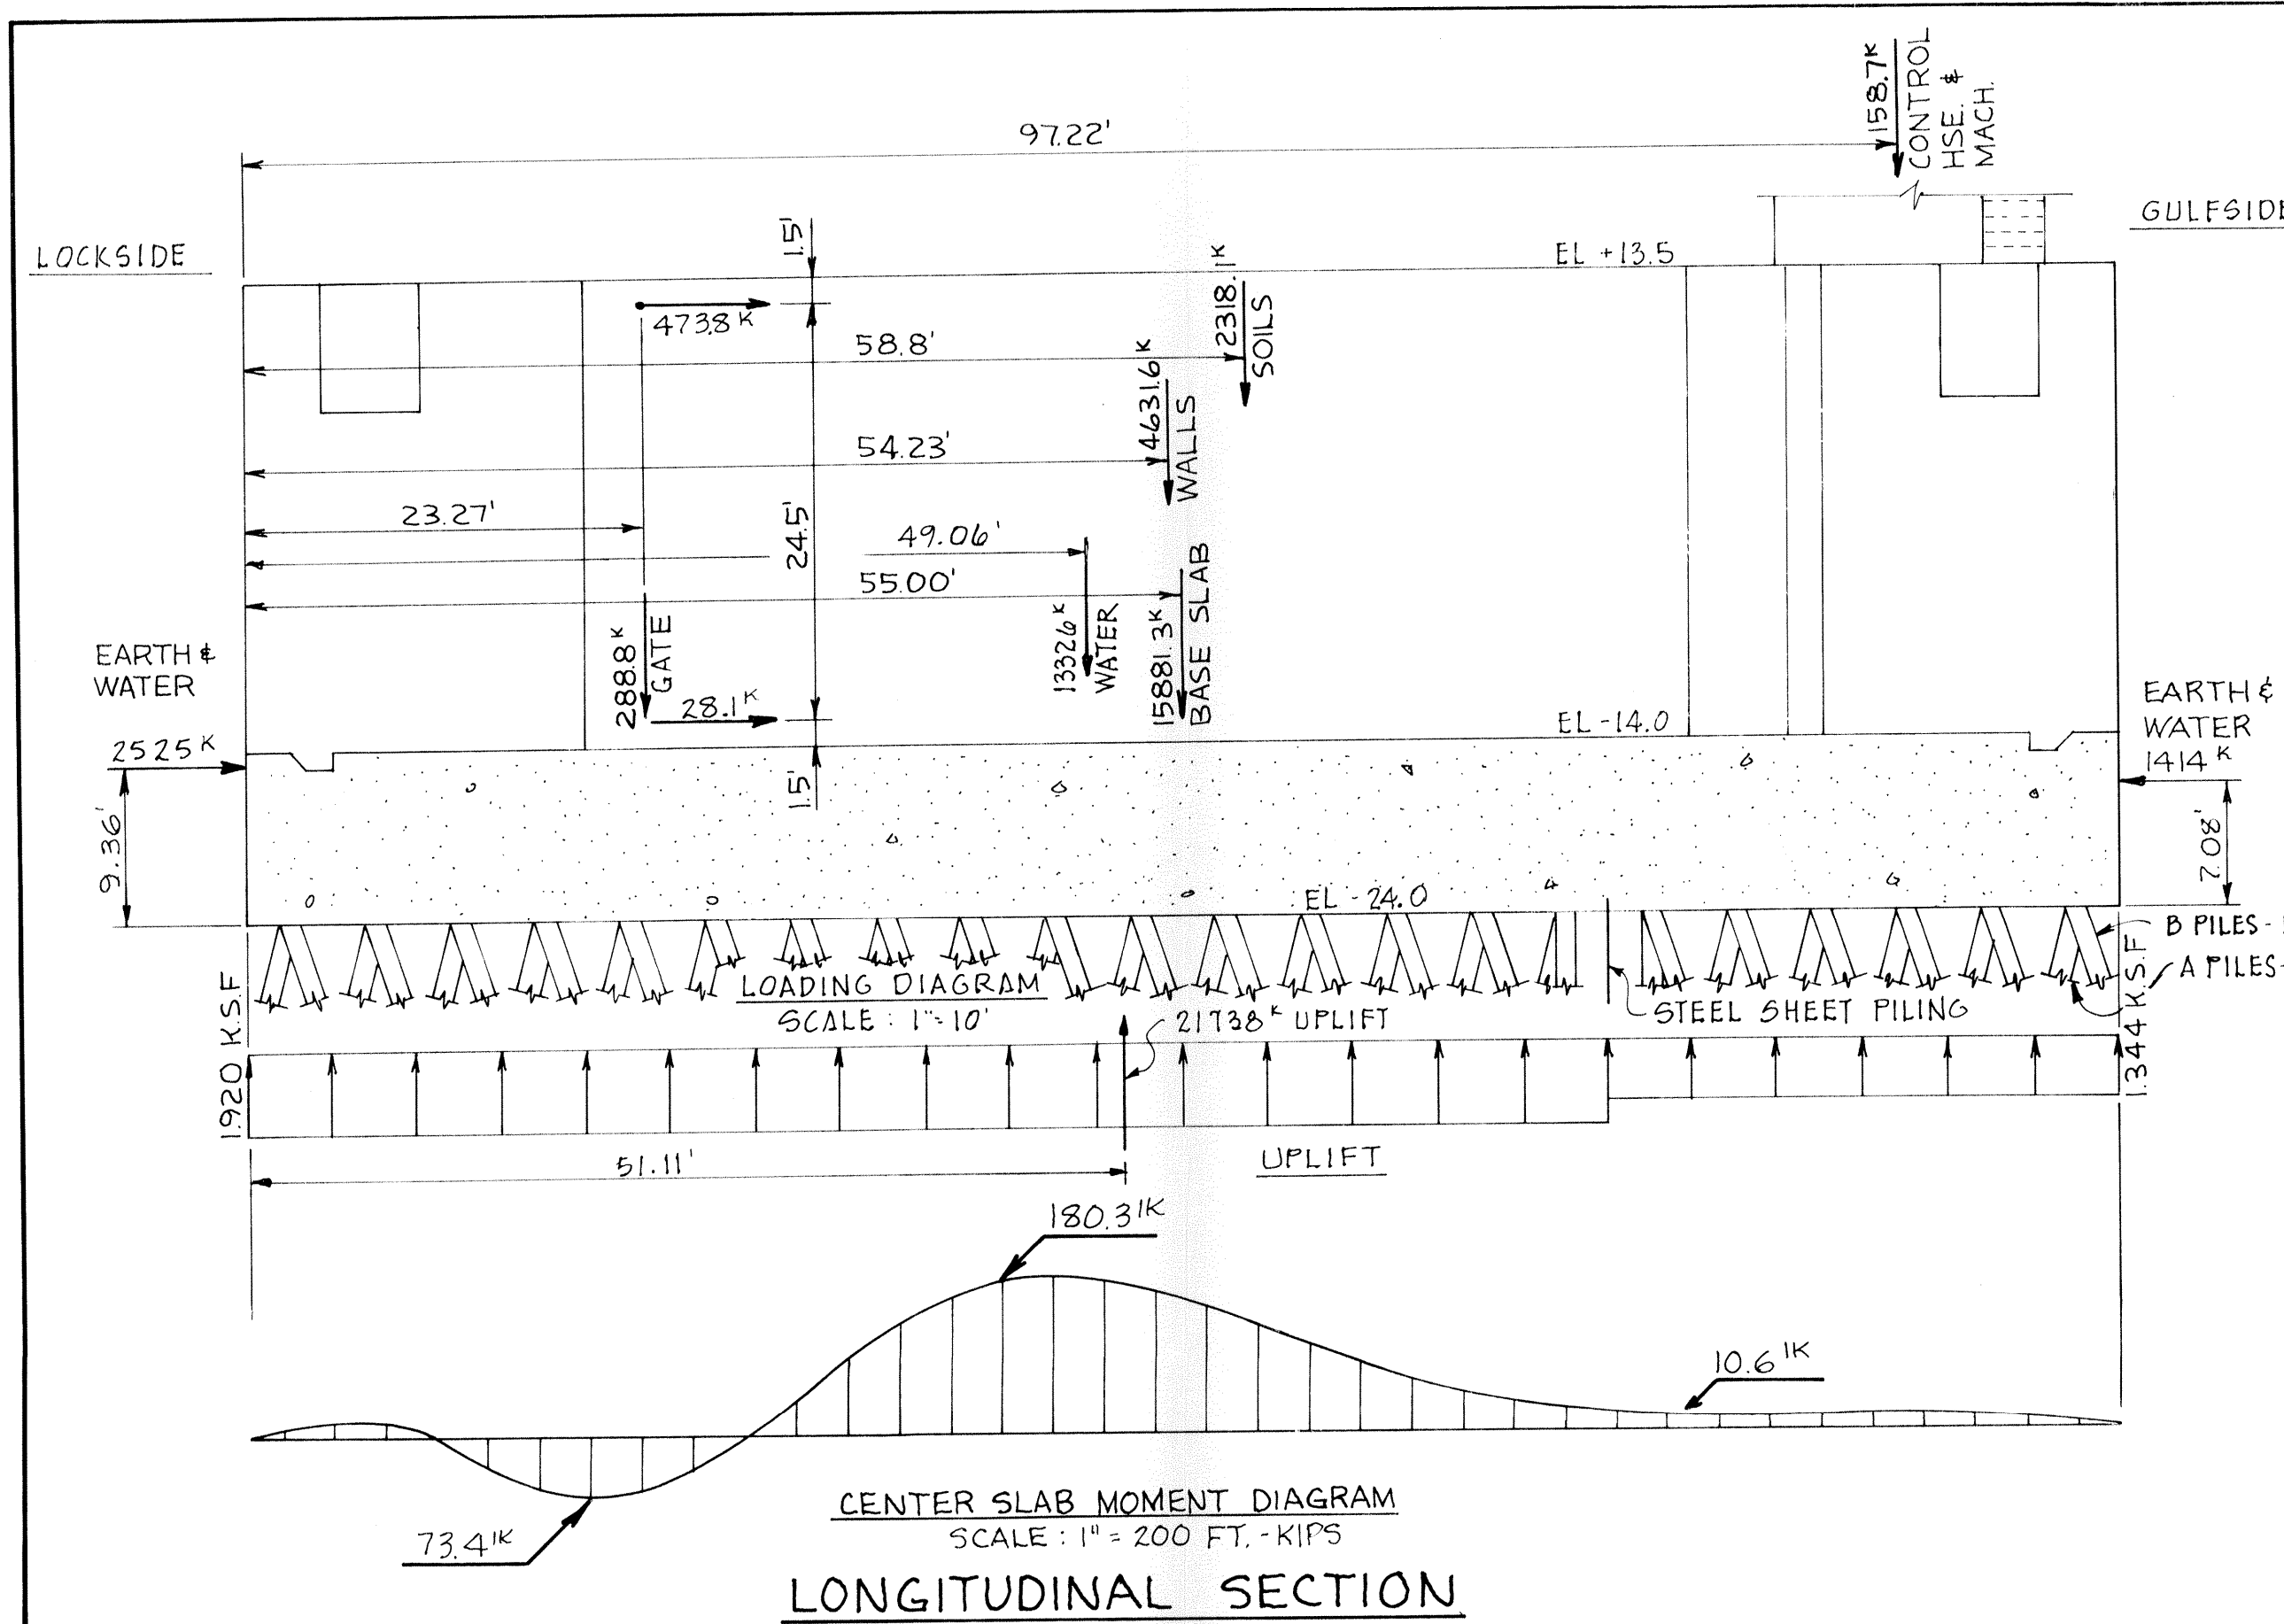 158.7K
CONTROL
HSE. &
MACH.
97.22'
LOCKSIDE
GULFSIDE
1.5'
EL +13.5
2318.1K
SOILS
473.8K
58.8'
4631.6K
WALLS
54.23'
23.27'
24.5'
49.06'
55.00'
13326K
WATER
15881.3K
BASE SLAB
288.8K
GATE
28.1K
EARTH &
WATER
2525K
EL -14.0
EARTH &
WATER
1414K
1.5'
9.36'
7.08'
EL -24.0
B PILES-
A PILES-
LOADING DIAGRAM
SCALE : 1"=10'
STEEL SHEET PILING
21738K UPLIFT
1.920 K.S.F
1.344 K.S.F
51.11'
UPLIFT
180.3'K
10.6'K
73.4'K
CENTER SLAB MOMENT DIAGRAM
SCALE : 1" = 200 FT.-KIPS
LONGITUDINAL SECTION